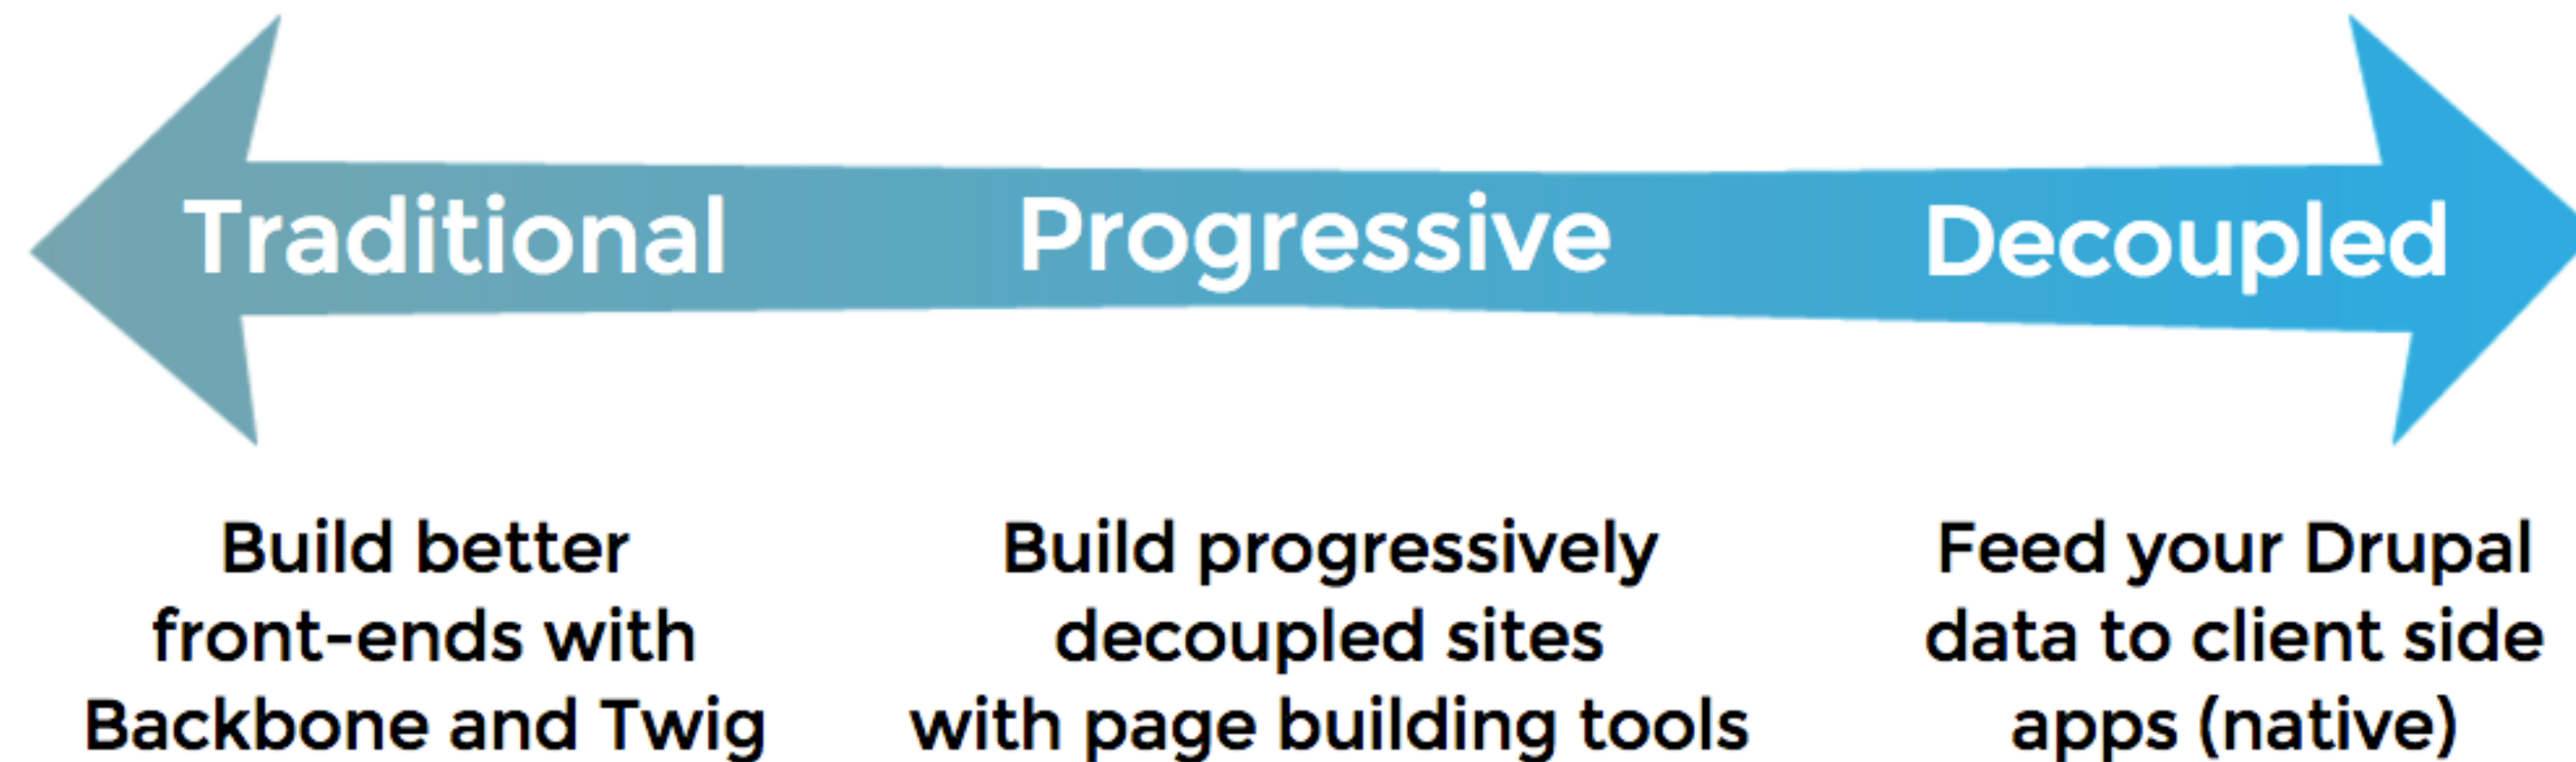 Traditional
Progressive
Decoupled
Build better
front-ends with
Backbone and Twig
Build progressively
decoupled sites
with page building tools
Feed your Drupal
data to client side
apps (native)